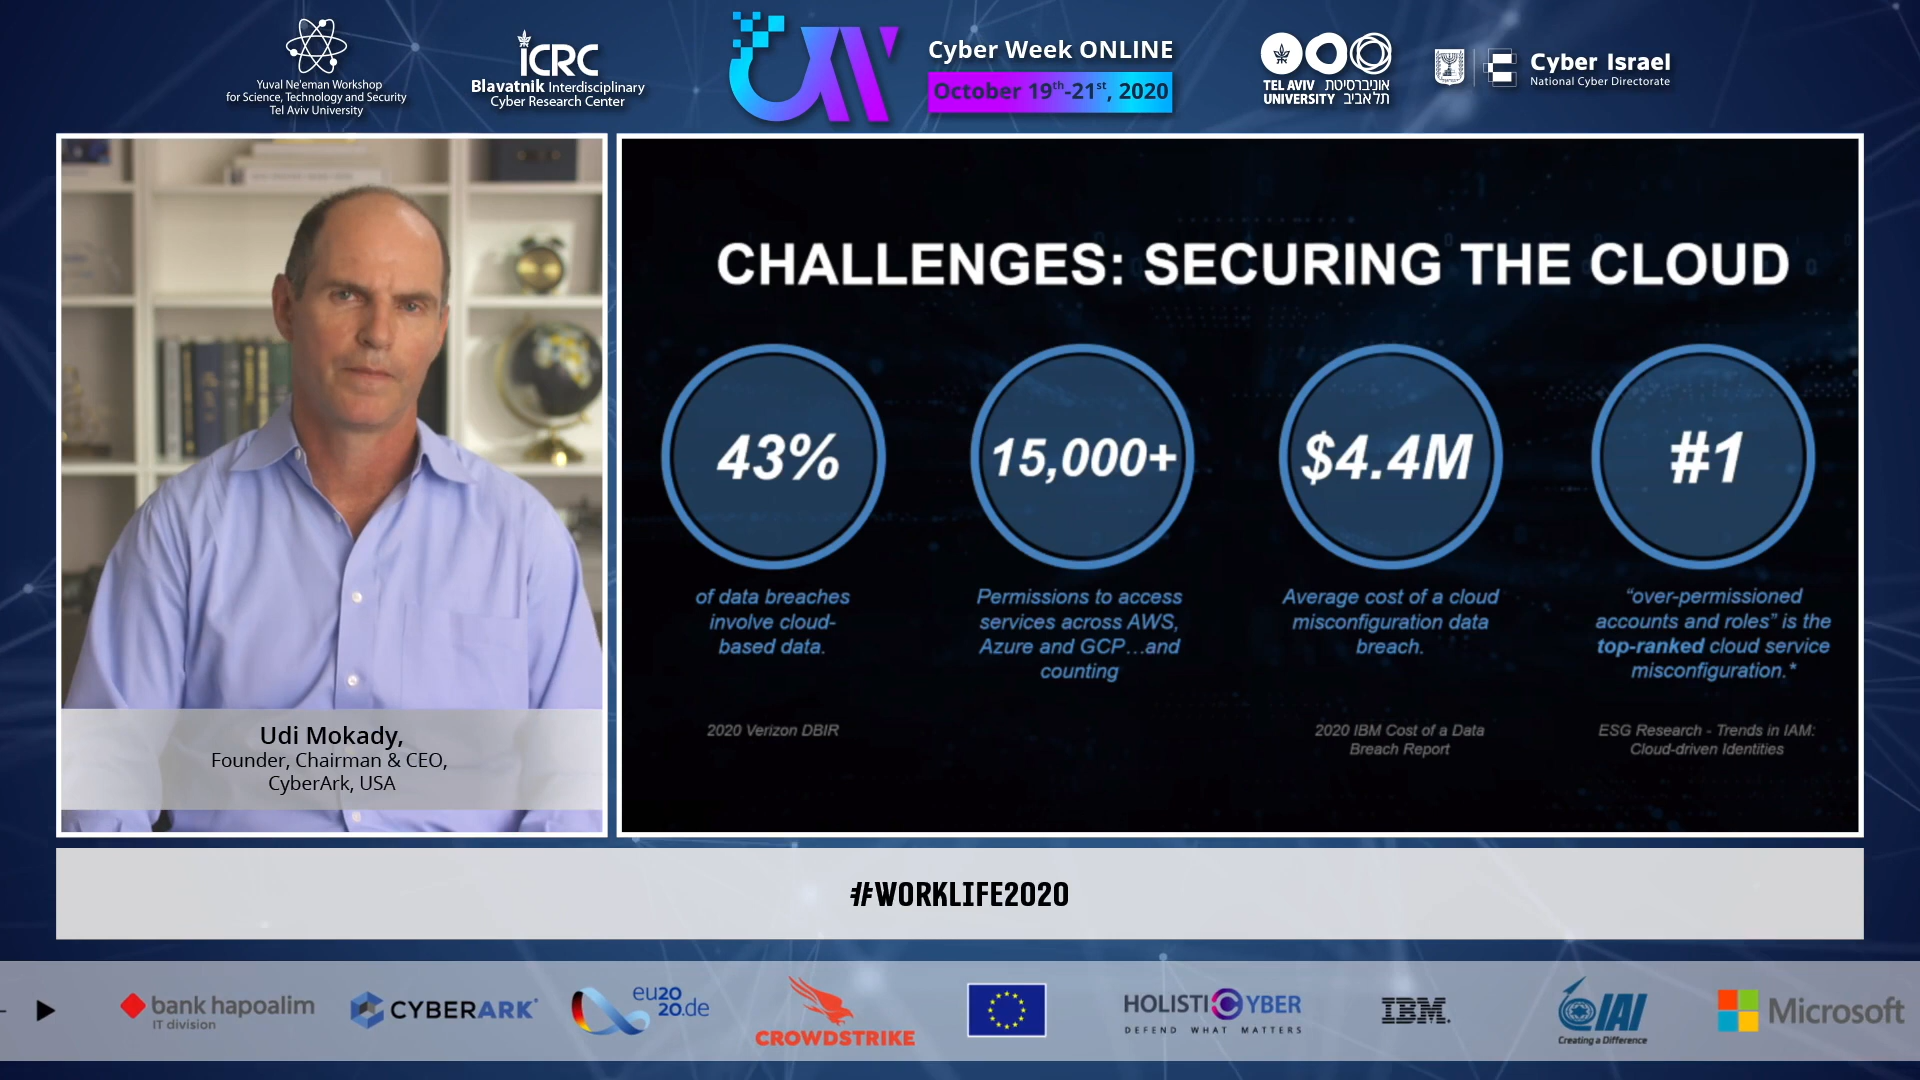 Yuval Ne'eman Workshop
for Science, Technology and Security
Tel Aviv University
iCRC
Blavatnik Interdisciplinary
Cyber Research Center
Cyber Week ONLINE
October 19th-21st, 2020
TEL AVIV UNIVERSITY
אוניברסיטת תל אביב
Cyber Israel
National Cyber Directorate
Udi Mokady,
Founder, Chairman & CEO,
CyberArk, USA
CHALLENGES: SECURING THE CLOUD
43%
of data breaches
involve cloud-
based data.
2020 Verizon DBIR
15,000+
Permissions to access
services across AWS,
Azure and GCP...and
counting
$4.4M
Average cost of a cloud
misconfiguration data
breach.
2020 IBM Cost of a Data
Breach Report
#1
"over-permissioned
accounts and roles" is the
top-ranked cloud service
misconfiguration.*
ESG Research - Trends in IAM:
Cloud-driven Identities
#WORKLIFE2020
bank hapoalim
IT division
CYBERARK
eu20
20.de
CROWDSTRIKE
HOLISTICYBER
DEFEND WHAT MATTERS
IBM
IAI
Creating a Difference
Microsoft